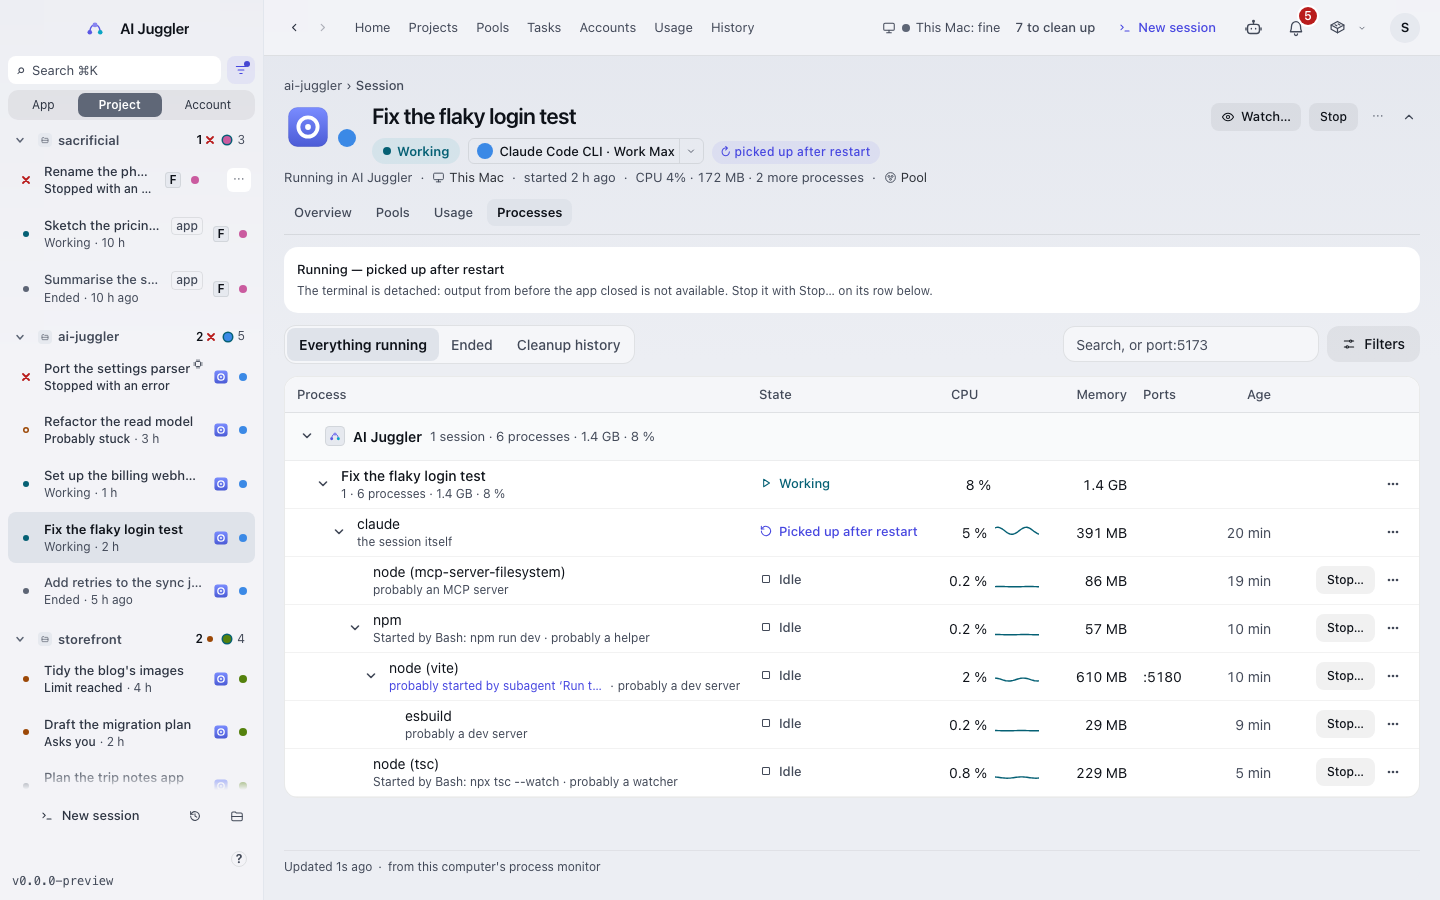 AI Juggler
Search ⌘K
App Project Account
sacrificial 1 3
Rename the ph... F
Stopped with an ...
Sketch the pricin... app F
Working · 10 h
Summarise the s... app F
Ended · 10 h ago
ai-juggler 2 5
Port the settings parser
Stopped with an error
Refactor the read model
Probably stuck · 3 h
Set up the billing webh...
Working · 1 h
Fix the flaky login test
Working · 2 h
Add retries to the sync j...
Ended · 5 h ago
storefront 2 4
Tidy the blog's images
Limit reached · 4 h
Draft the migration plan
Asks you · 2 h
Plan the trip notes app
New session
?
v0.0.0-preview
Home Projects Pools Tasks Accounts Usage History
This Mac: fine 7 to clean up New session 5 S
ai-juggler › Session
Fix the flaky login test
Watch... Stop ...
Working Claude Code CLI · Work Max picked up after restart
Running in AI Juggler · This Mac · started 2 h ago · CPU 4% · 172 MB · 2 more processes · Pool
Overview Pools Usage Processes
Running — picked up after restart
The terminal is detached: output from before the app closed is not available. Stop it with Stop... on its row below.
Everything running Ended Cleanup history
Search, or port:5173 Filters
Process State CPU Memory Ports Age
AI Juggler 1 session · 6 processes · 1.4 GB · 8 %
Fix the flaky login test Working 8 % 1.4 GB
1 · 6 processes · 1.4 GB · 8 %
claude Picked up after restart 5 % 391 MB 20 min
the session itself
node (mcp-server-filesystem) Idle 0.2 % 86 MB 19 min Stop...
probably an MCP server
npm Idle 0.2 % 57 MB 10 min Stop...
Started by Bash: npm run dev · probably a helper
node (vite) Idle 2 % 610 MB :5180 10 min Stop...
probably started by subagent ‘Run t... · probably a dev server
esbuild Idle 0.2 % 29 MB 9 min Stop...
probably a dev server
node (tsc) Idle 0.8 % 229 MB 5 min Stop...
Started by Bash: npx tsc --watch · probably a watcher
Updated 1s ago · from this computer's process monitor